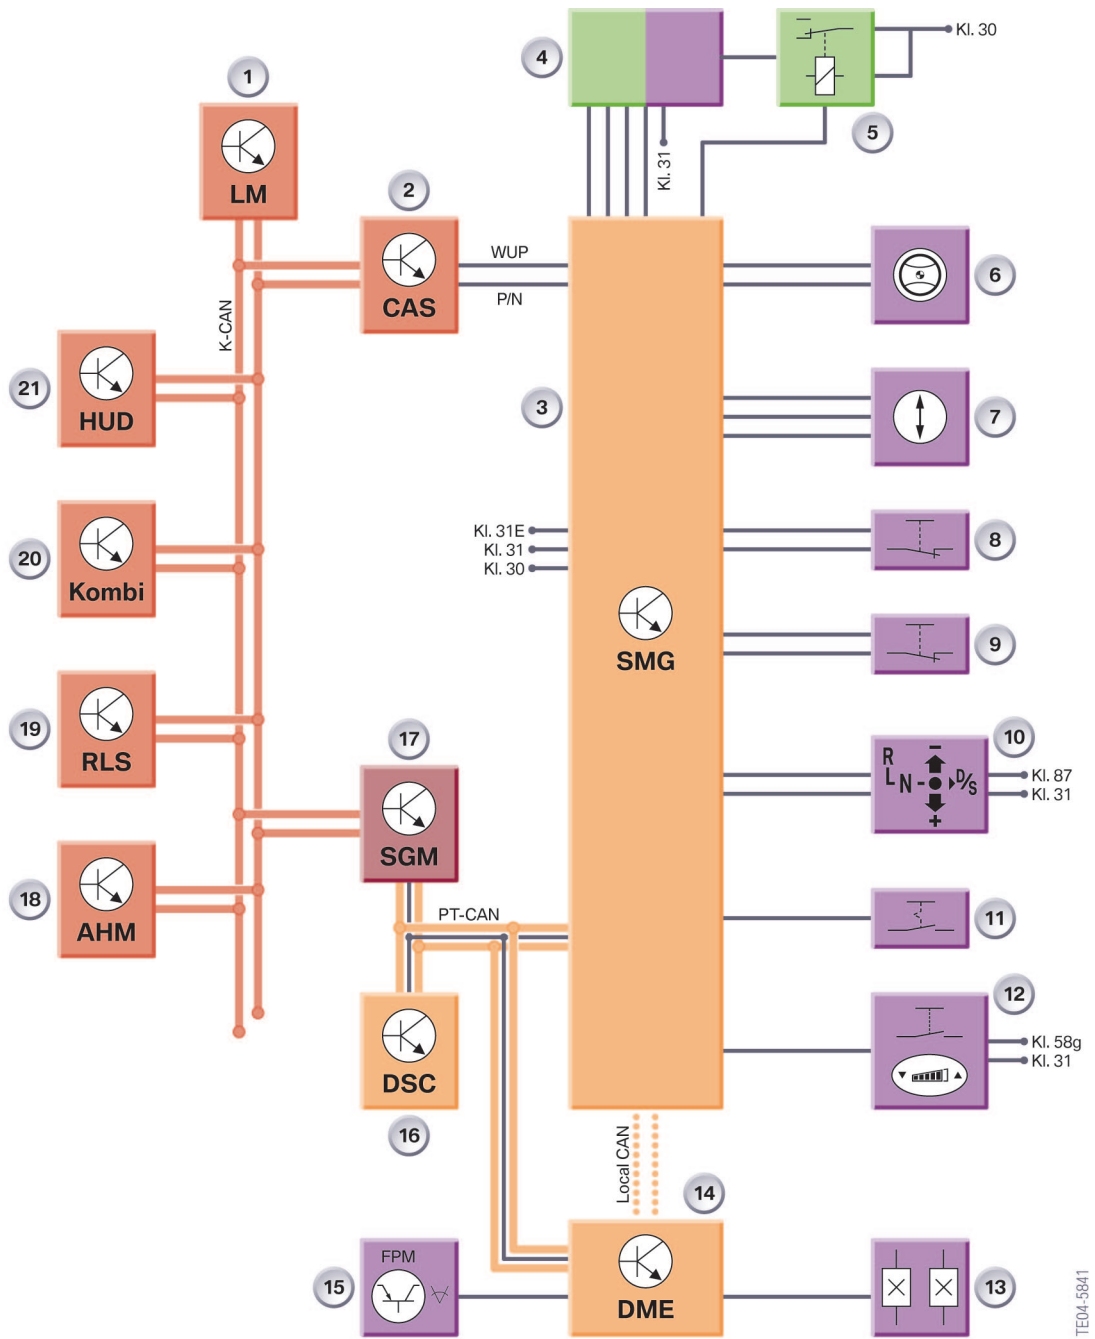 4
Kl. 30
1
5
LM
Kl. 31
2
WUP
6
CAS
P/N
K-CAN
21
HUD
3
7
Kl. 31E
8
Kl. 31
20
Kl. 30
Kombi
9
SMG
19
RLS
17
10
R
L N - D/S
-
+
Kl. 87
Kl. 31
SGM
18
AHM
PT-CAN
11
12
Kl. 58g
Kl. 31
DSC
16
Local CAN
14
FPM
15
DME
13
TE04-5841